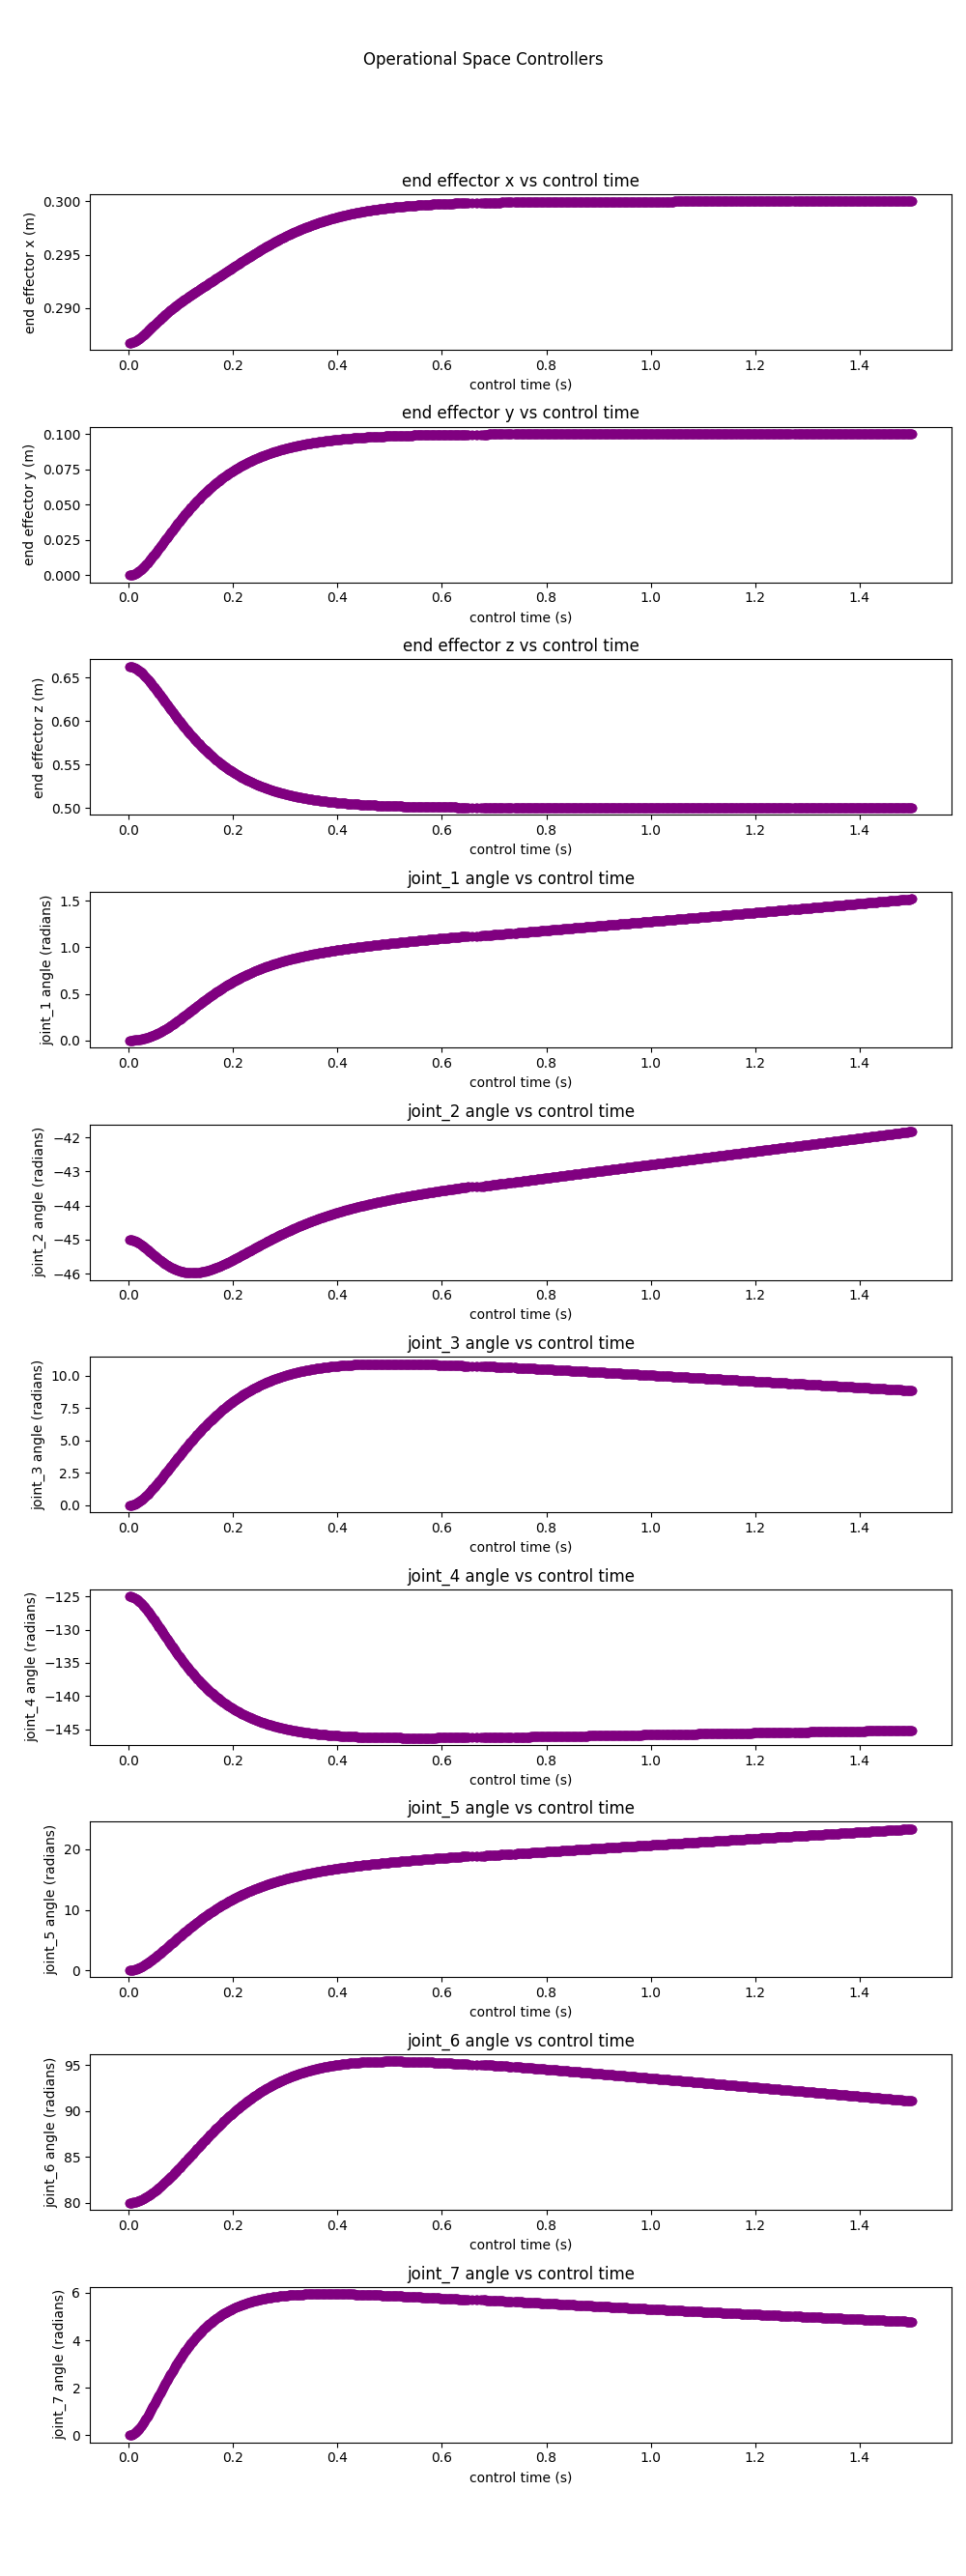 Operational Space Controllers
end effector x vs control time
end effector x (m)
0.300
0.295
0.290
0.0 0.2 0.4 0.6 0.8 1.0 1.2 1.4
control time (s)
end effector y vs control time
end effector y (m)
0.100
0.075
0.050
0.025
0.000
0.0 0.2 0.4 0.6 0.8 1.0 1.2 1.4
control time (s)
end effector z vs control time
end effector z (m)
0.65
0.60
0.55
0.50
0.0 0.2 0.4 0.6 0.8 1.0 1.2 1.4
control time (s)
joint_1 angle vs control time
joint_1 angle (radians)
1.5
1.0
0.5
0.0
0.0 0.2 0.4 0.6 0.8 1.0 1.2 1.4
control time (s)
joint_2 angle vs control time
joint_2 angle (radians)
−42
−43
−44
−45
−46
0.0 0.2 0.4 0.6 0.8 1.0 1.2 1.4
control time (s)
joint_3 angle vs control time
joint_3 angle (radians)
10.0
7.5
5.0
2.5
0.0
0.0 0.2 0.4 0.6 0.8 1.0 1.2 1.4
control time (s)
joint_4 angle vs control time
joint_4 angle (radians)
−125
−130
−135
−140
−145
0.0 0.2 0.4 0.6 0.8 1.0 1.2 1.4
control time (s)
joint_5 angle vs control time
joint_5 angle (radians)
20
10
0
0.0 0.2 0.4 0.6 0.8 1.0 1.2 1.4
control time (s)
joint_6 angle vs control time
joint_6 angle (radians)
95
90
85
80
0.0 0.2 0.4 0.6 0.8 1.0 1.2 1.4
control time (s)
joint_7 angle vs control time
joint_7 angle (radians)
6
4
2
0
0.0 0.2 0.4 0.6 0.8 1.0 1.2 1.4
control time (s)